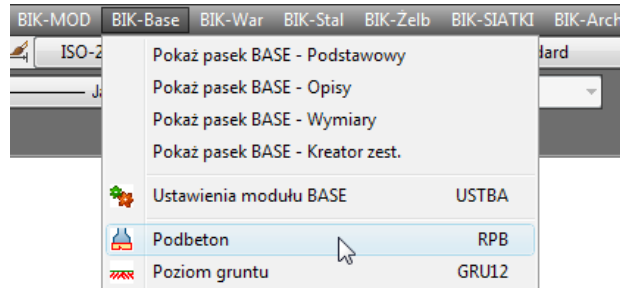 BIK-MOD BIK-Base BIK-War BIK-Stal BIK-Żelb BIK-SIATKI BIK-Arch
ISO-2 dard
Pokaż pasek BASE - Podstawowy
Pokaż pasek BASE - Opisy
Pokaż pasek BASE - Wymiary
Pokaż pasek BASE - Kreator zest.
Ustawienia modułu BASE USTBA
Podbeton RPB
Poziom gruntu GRU12